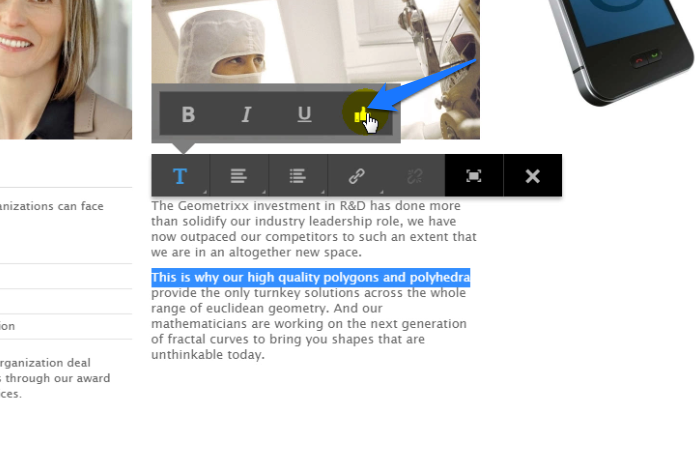 B I U
T
The Geometrixx investment in R&D has done more
than solidify our industry leadership role, we have
now outpaced our competitors to such an extent that
we are in an altogether new space.
This is why our high quality polygons and polyhedra
provide the only turnkey solutions across the whole
range of euclidean geometry. And our
mathematicians are working on the next generation
of fractal curves to bring you shapes that are
unthinkable today.
anizations can face
ion
rganization deal
s through our award
ces.